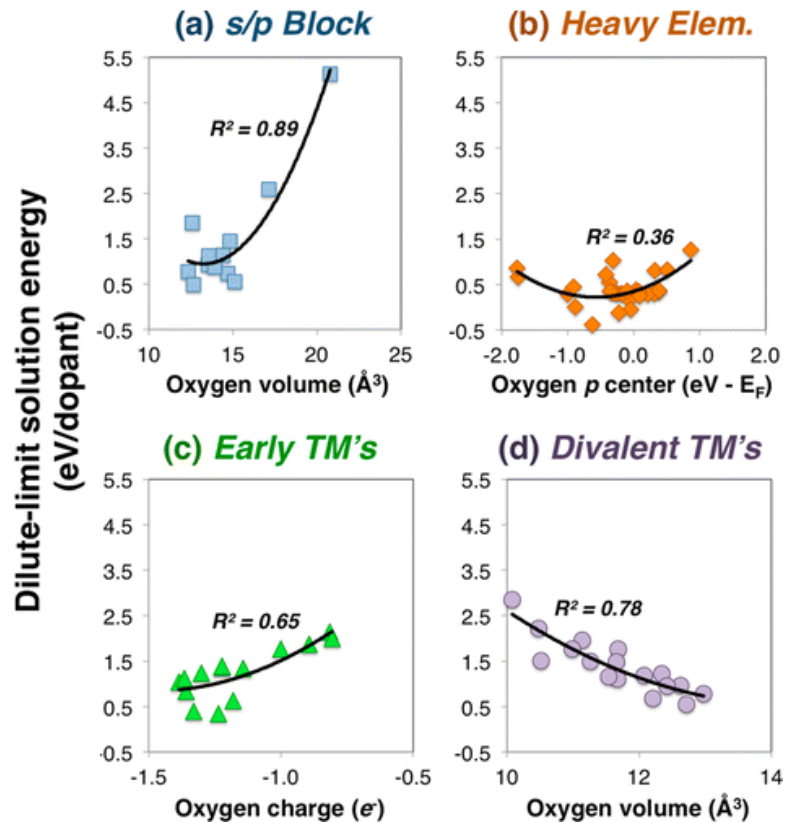 (a) s/p Block
(b) Heavy Elem.
Dilute-limit solution energy
(eV/dopant)
5.5
4.5
3.5
2.5
1.5
0.5
-0.5
R² = 0.89
10 15 20 25
Oxygen volume (Å³)
5.5
4.5
3.5
2.5
1.5
0.5
-0.5
R² = 0.36
-2.0 -1.0 0.0 1.0 2.0
Oxygen p center (eV - E_F)
(c) Early TM's
(d) Divalent TM's
5.5
4.5
3.5
2.5
1.5
0.5
-0.5
R² = 0.65
-1.5 -1.0 -0.5
Oxygen charge (e⁻)
5.5
4.5
3.5
2.5
1.5
0.5
-0.5
R² = 0.78
10 12 14
Oxygen volume (Å³)